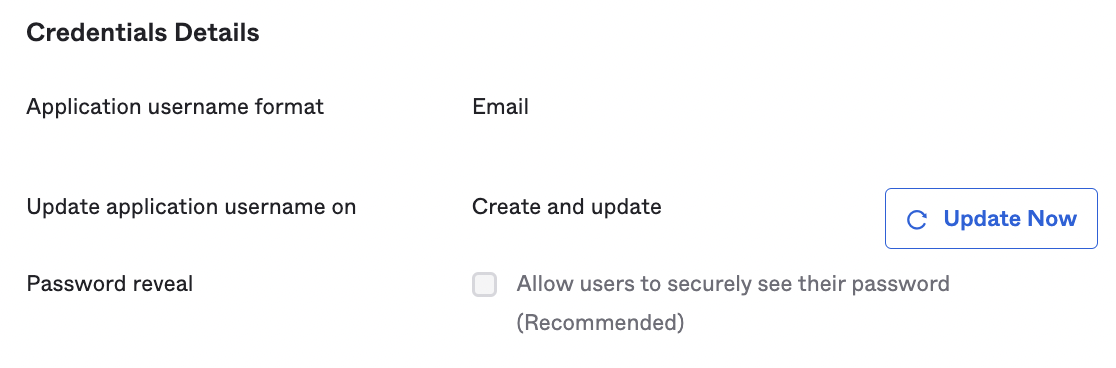 Credentials Details
Application username format
Email
Update application username on
Create and update
Update Now
Password reveal
Allow users to securely see their password
(Recommended)